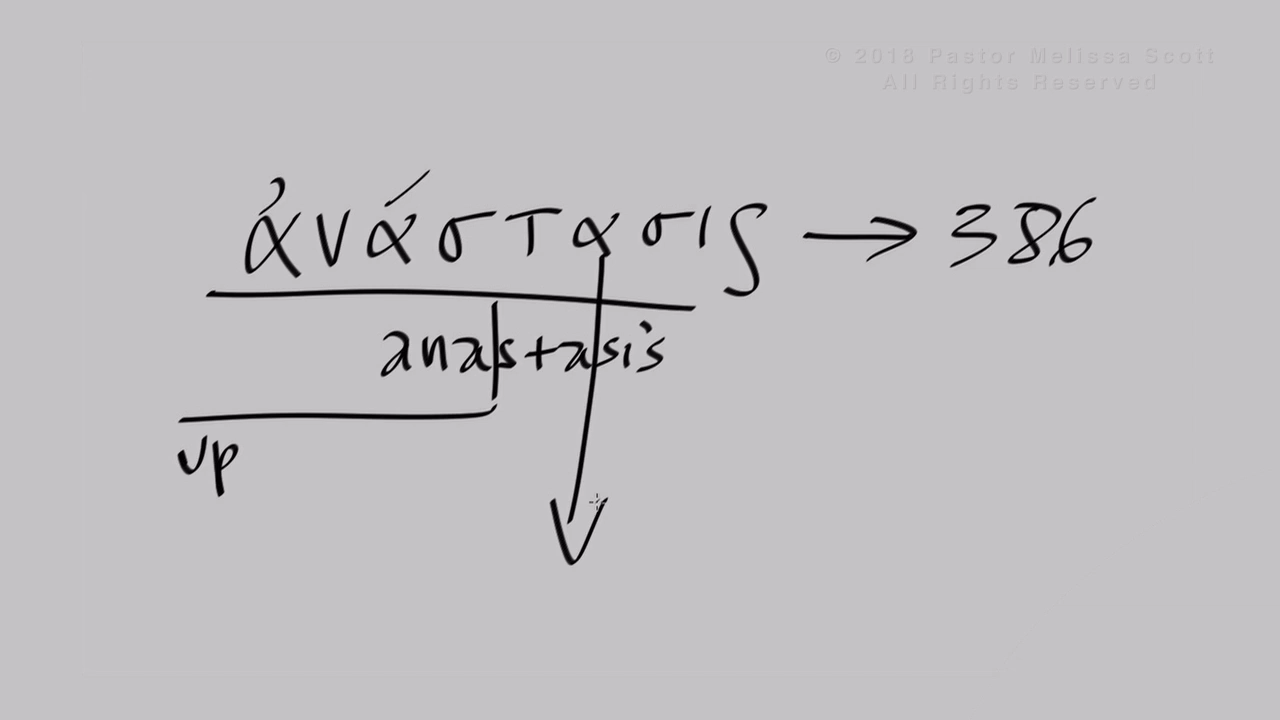 © 2018 Pastor Melissa Scott
All Rights Reserved
ἀνάστασις → 386
anastasis
up